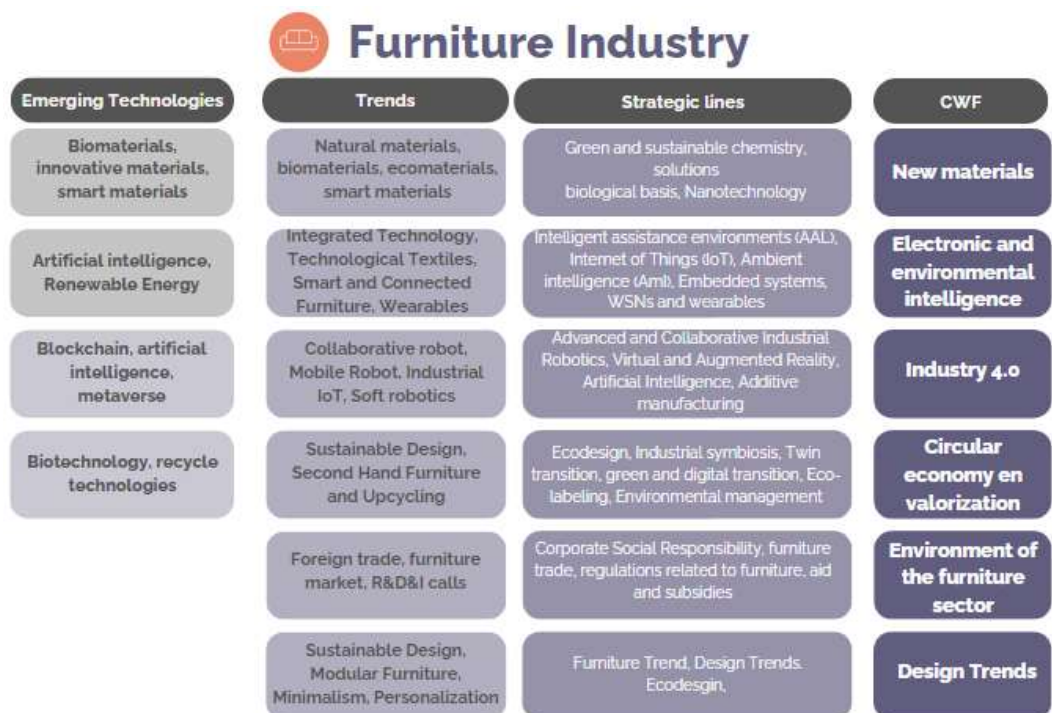 Furniture Industry
Emerging Technologies
Trends
Strategic lines
CWF
Biomaterials,
innovative materials,
smart materials
Natural materials,
biomaterials, ecomaterials,
smart materials
Green and sustainable chemistry,
solutions
biological basis, Nanotechnology
New materials
Artificial intelligence,
Renewable Energy
Integrated Technology,
Technological Textiles,
Smart and Connected
Furniture, Wearables
Intelligent assistance environments (AAL),
Internet of Things (IoT), Ambient
intelligence (AmI), Embedded systems,
WSNs and wearables
Electronic and
environmental
intelligence
Blockchain, artificial
intelligence,
metaverse
Collaborative robot,
Mobile Robot, Industrial
IoT, Soft robotics
Advanced and Collaborative Industrial
Robotics, Virtual and Augmented Reality,
Artificial Intelligence, Additive
manufacturing
Industry 4.0
Biotechnology, recycle
technologies
Sustainable Design,
Second Hand Furniture
and Upcycling
Ecodesign, Industrial symbiosis, Twin
transition, green and digital transition, Eco-
labeling, Environmental management
Circular
economy en
valorization
Foreign trade, furniture
market, R&D&I calls
Corporate Social Responsibility, furniture
trade, regulations related to furniture, aid
and subsidies
Environment of
the furniture
sector
Sustainable Design,
Modular Furniture,
Minimalism, Personalization
Furniture Trend, Design Trends.
Ecodesgin,
Design Trends